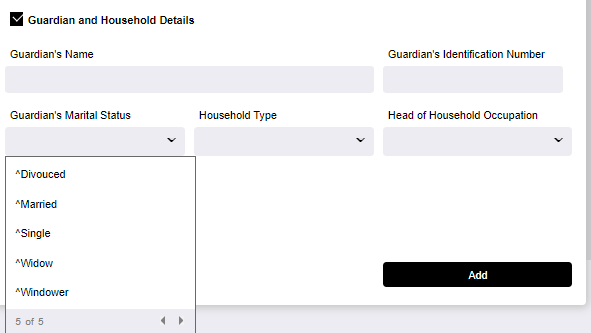 Guardian and Household Details
Guardian's Name
Guardian's Identification Number
Guardian's Marital Status
Household Type
Head of Household Occupation
^Divouced
^Married
^Single
^Widow
^Windower
5 of 5
Add